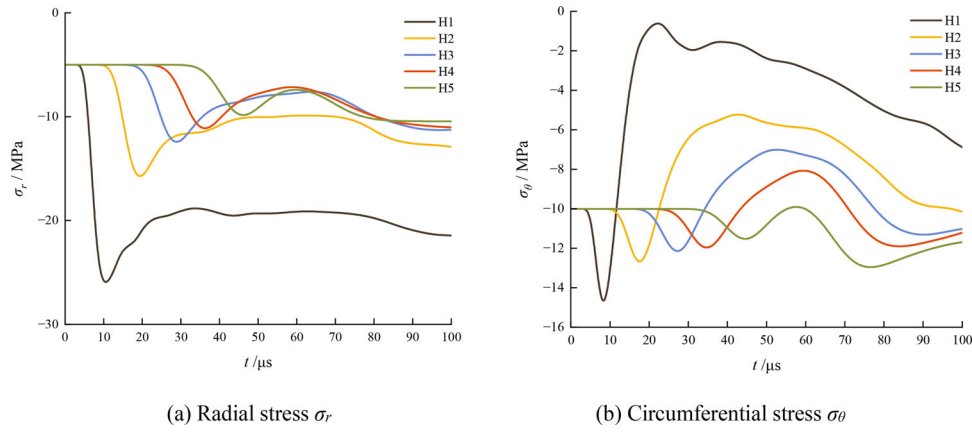 0
−10
−20
−30
σr / MPa
0 10 20 30 40 50 60 70 80 90 100
t /μs
H1
H2
H3
H4
H5
(a) Radial stress σr
0
−2
−4
−6
−8
−10
−12
−14
−16
σθ / MPa
0 10 20 30 40 50 60 70 80 90 100
t /μs
H1
H2
H3
H4
H5
(b) Circumferential stress σθ